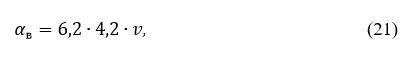 α_в = 6,2 · 4,2 · v, (21)